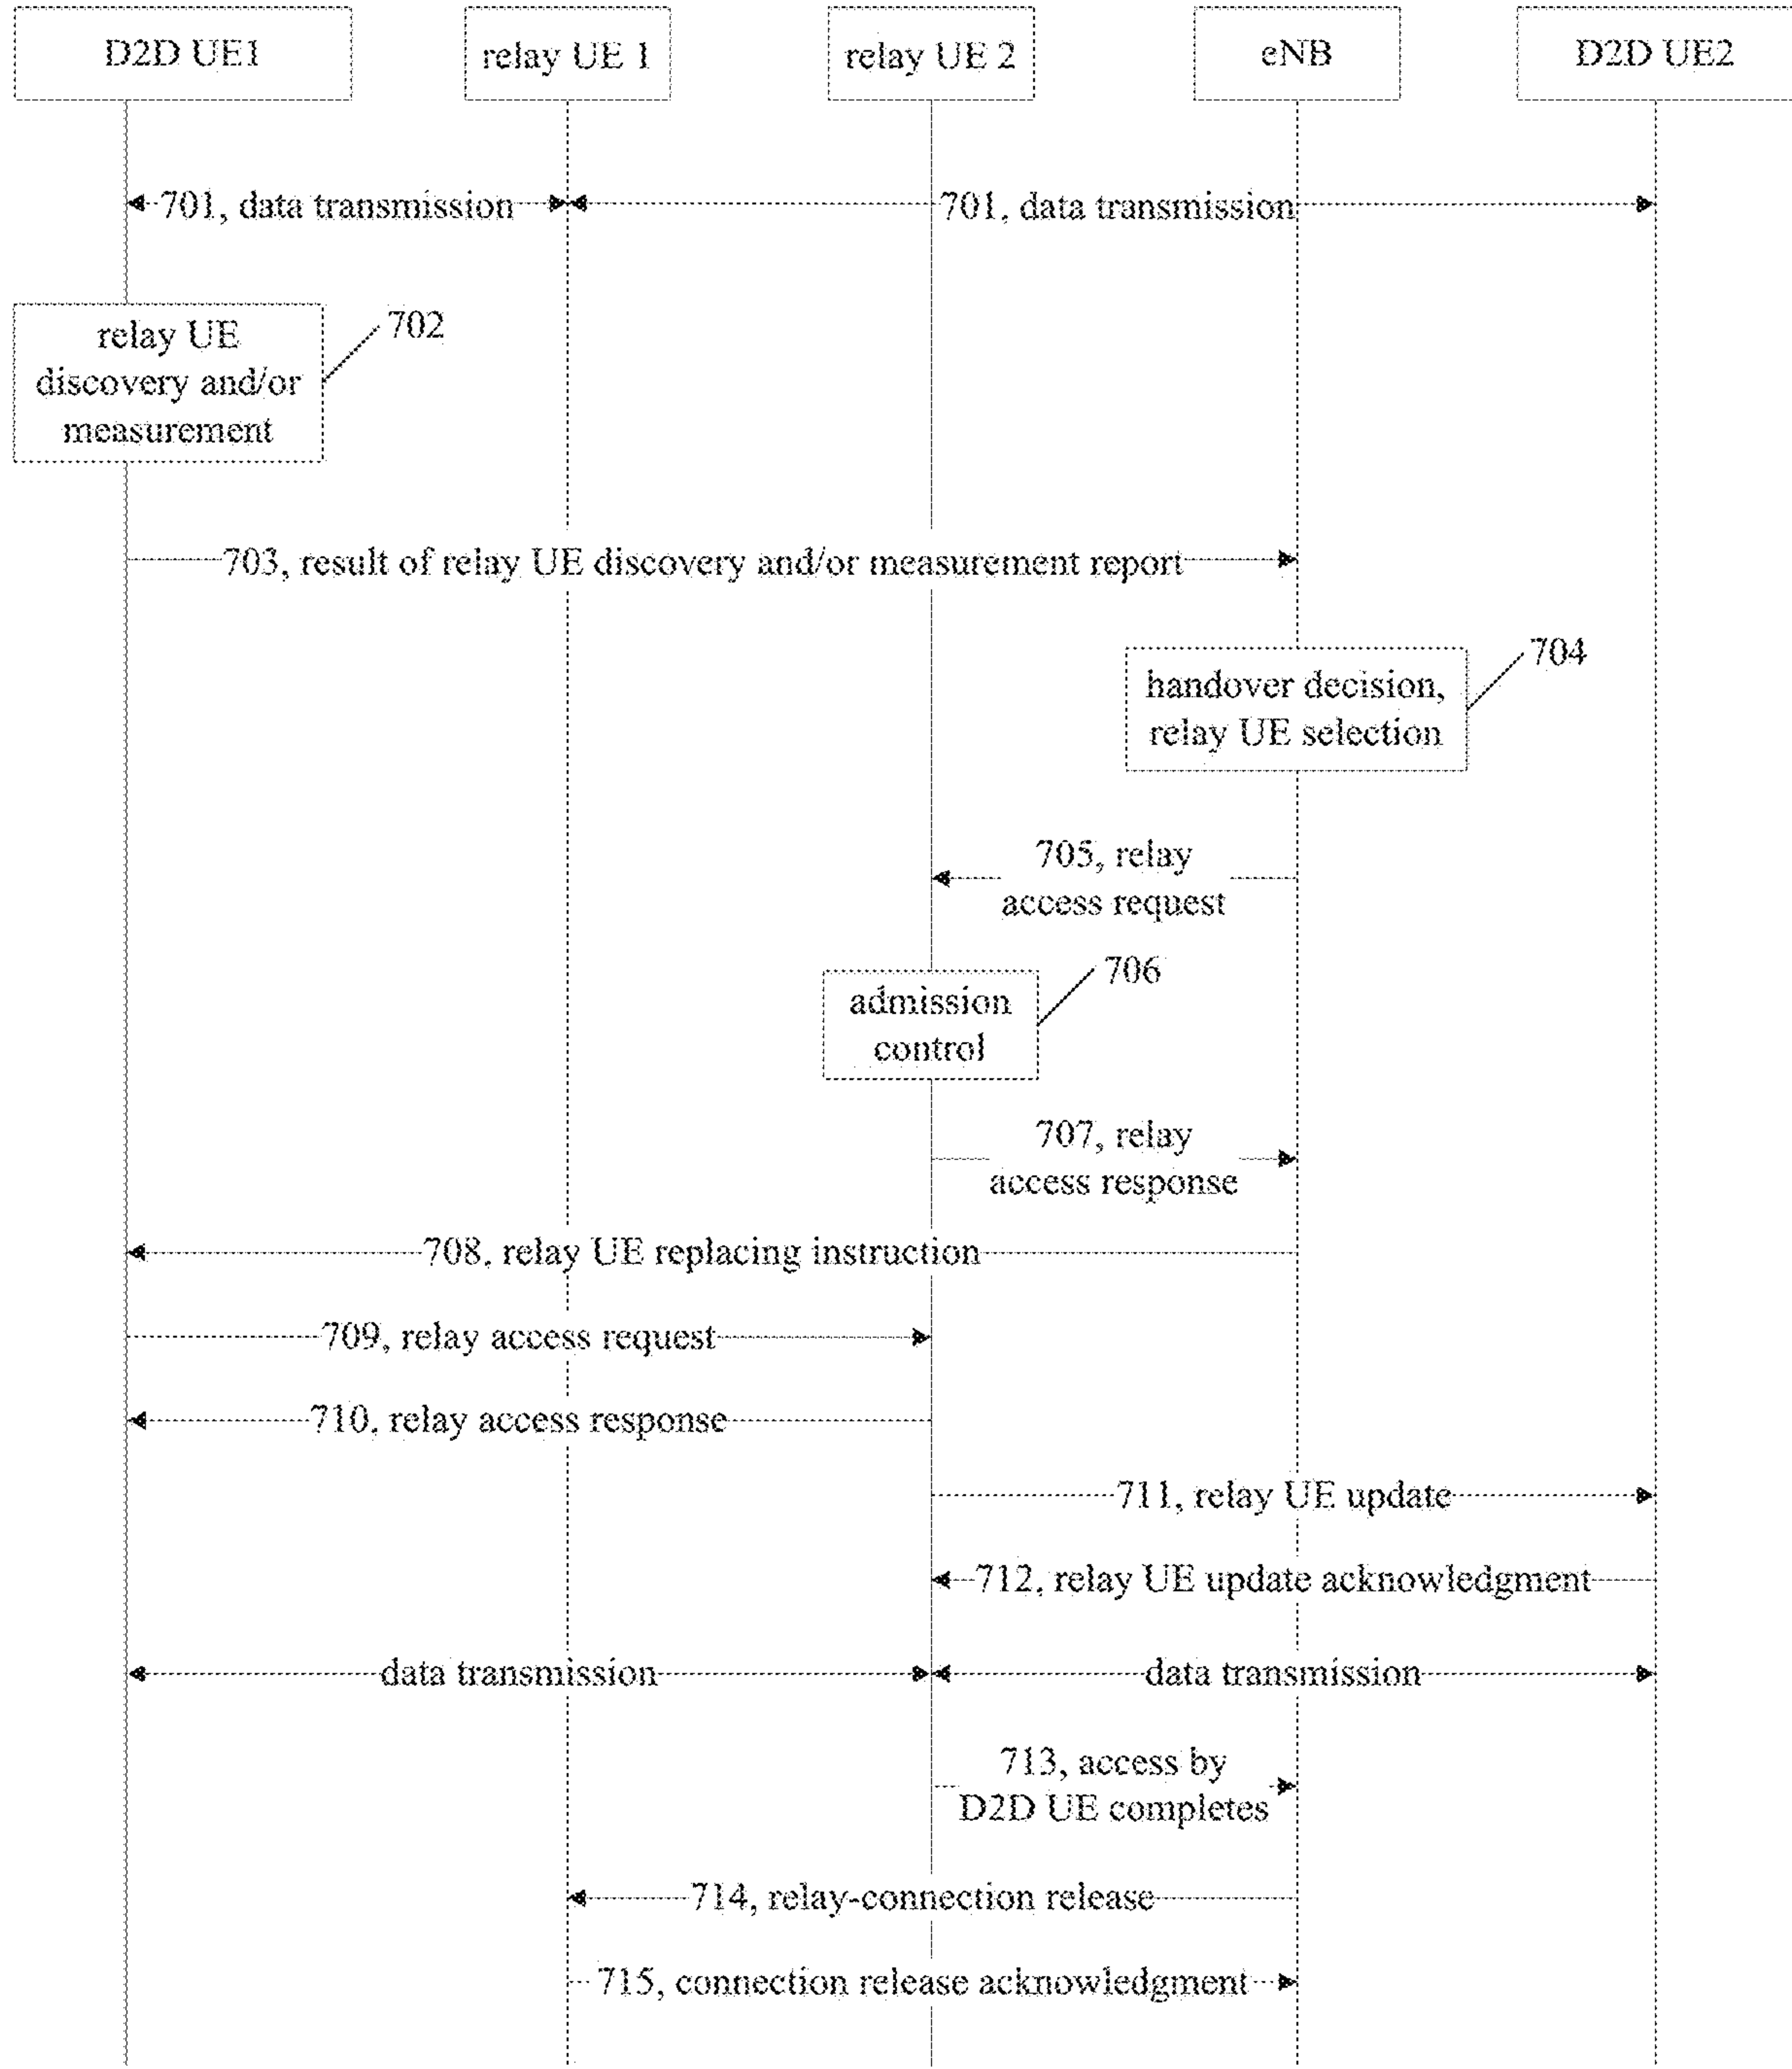 D2D UE1
relay UE 1
relay UE 2
eNB
D2D UE2
701, data transmission
701, data transmission
relay UE
discovery and/or
measurement
702
703, result of relay UE discovery and/or measurement report
704
handover decision,
relay UE selection
705, relay
access request
706
admission
control
707, relay
access response
708, relay UE replacing instruction
709, relay access request
710, relay access response
711, relay UE update
712, relay UE update acknowledgment
data transmission
data transmission
713, access by
D2D UE completes
714, relay-connection release
715, connection release acknowledgment